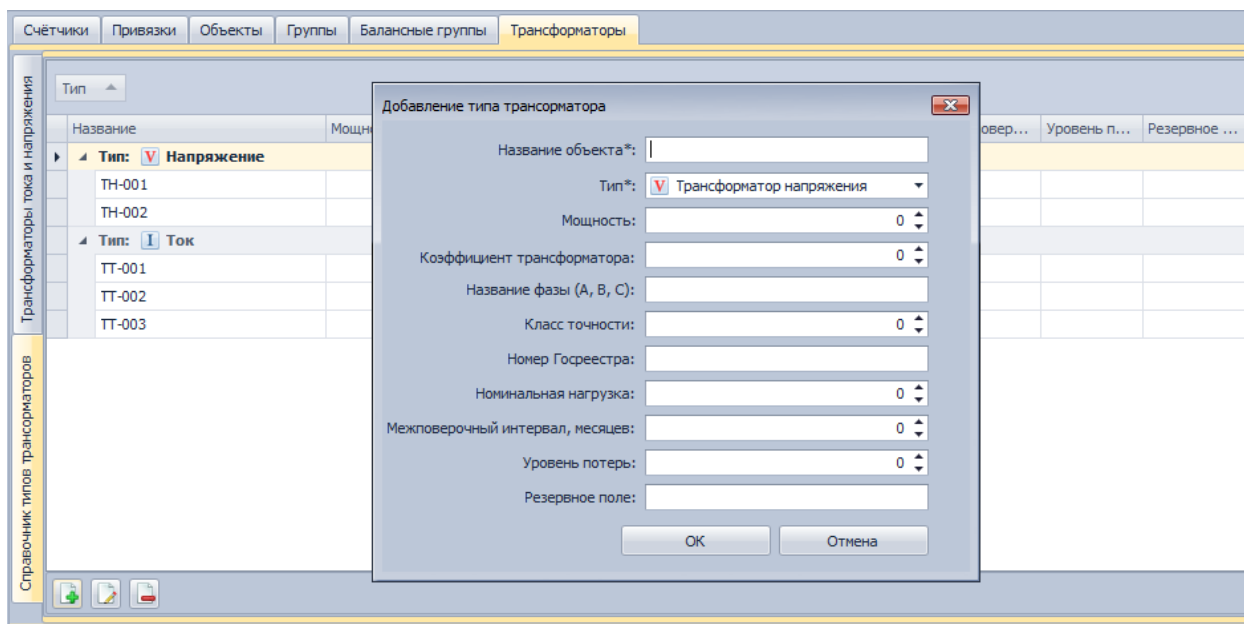 Счётчики Привязки Объекты Группы Балансные группы Трансформаторы
Трансформаторы тока и напряжения
Справочник типов трансорматоров
Тип
Название Мощн овер... Уровень п... Резервное ...
Тип: V Напряжение
ТН-001
ТН-002
Тип: I Ток
ТТ-001
ТТ-002
ТТ-003
Добавление типа трансорматора
Название объекта*:
Тип*: V Трансформатор напряжения
Мощность: 0
Коэффициент трансформатора: 0
Название фазы (A, B, C):
Класс точности: 0
Номер Госреестра:
Номинальная нагрузка: 0
Межповерочный интервал, месяцев: 0
Уровень потерь: 0
Резервное поле:
ОК Отмена